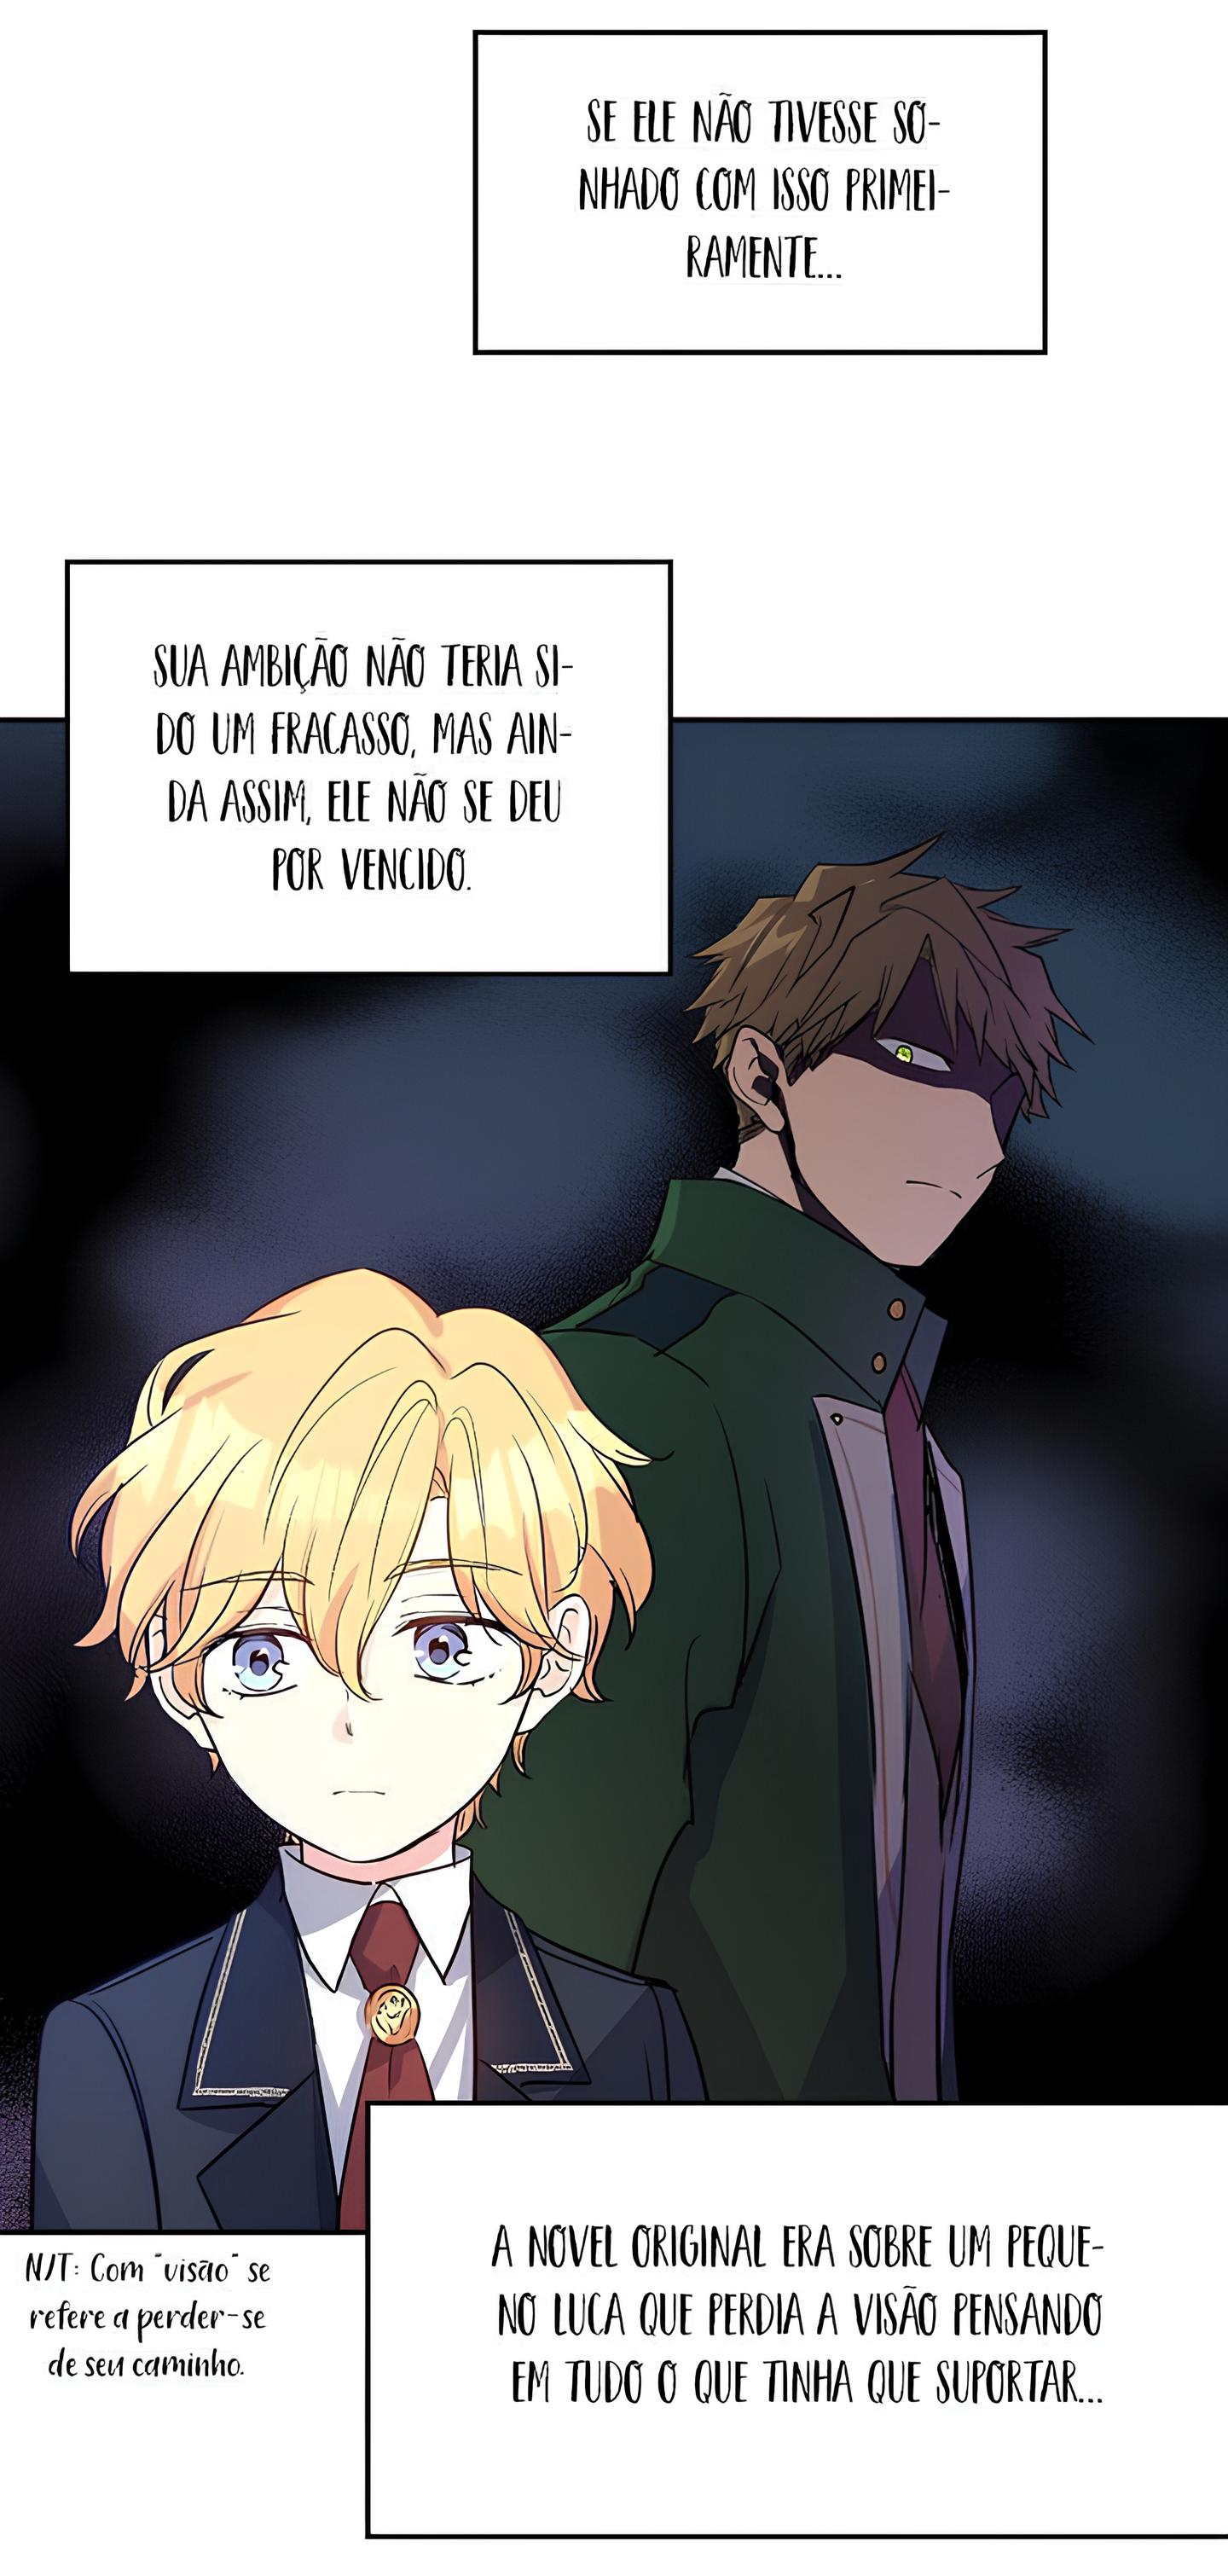 SE ELE NÃO TIVESSE SO-
NHADO COM ISSO PRIMEI-
RAMENTE...
SUA AMBIÇÃO NÃO TERIA SI-
DO UM FRACASSO, MAS AIN-
DA ASSIM, ELE NÃO SE DEU
POR VENCIDO.
A NOVEL ORIGINAL ERA SOBRE UM PEQUE-
NO LUCA QUE PERDIA A VISÃO PENSANDO
EM TUDO O QUE TINHA QUE SUPORTAR...
N/T: Com "visão" se
refere a perder-se
de seu caminho.